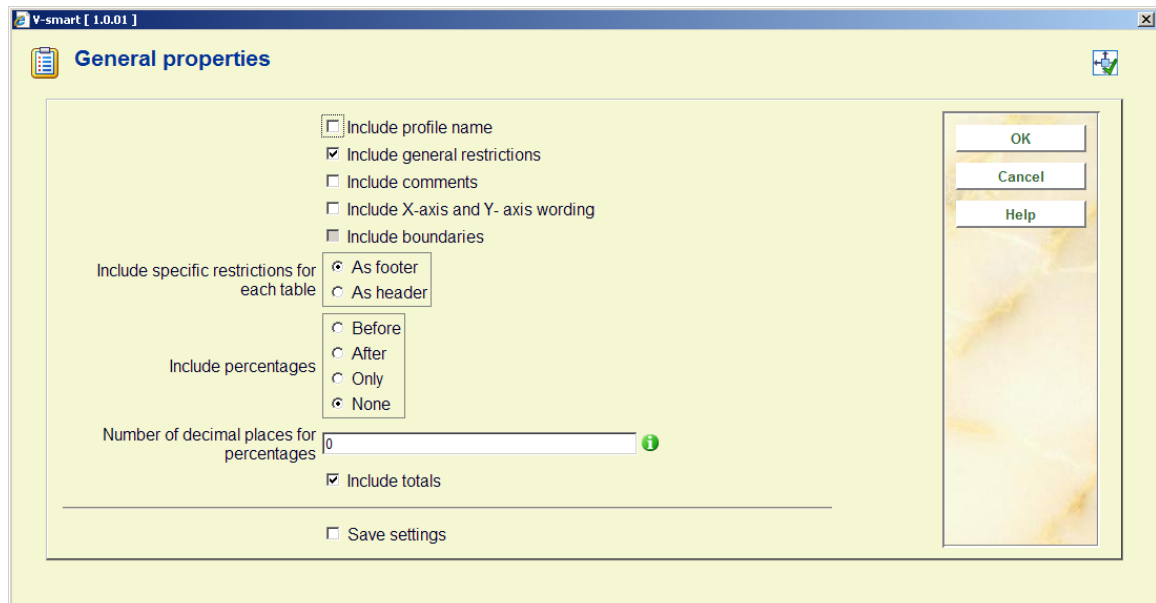 V-smart [ 1.0.01 ]
General properties
Include profile name
Include general restrictions
Include comments
Include X-axis and Y- axis wording
Include boundaries
Include specific restrictions for
each table
As footer
As header
Include percentages
Before
After
Only
None
Number of decimal places for
percentages
0
Include totals
Save settings
OK
Cancel
Help